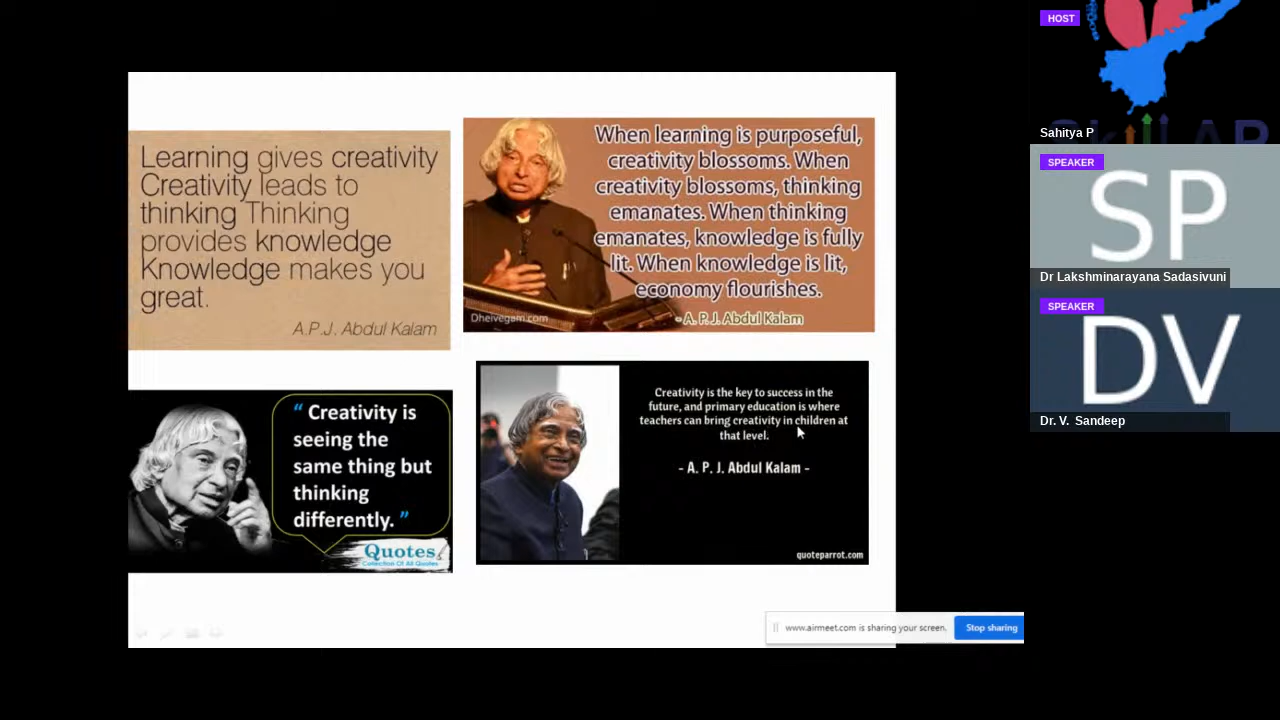 Learning gives creativity
Creativity leads to
thinking Thinking
provides knowledge
Knowledge makes you
great.
A.P.J. Abdul Kalam
When learning is purposeful,
creativity blossoms. When
creativity blossoms, thinking
emanates. When thinking
emanates, knowledge is fully
lit. When knowledge is lit,
economy flourishes.
- A. P. J. Abdul Kalam
Dheivegam.com
“ Creativity is
seeing the
same thing but
thinking
differently. ”
Quotes
Collection Of All Quotes
Creativity is the key to success in the
future, and primary education is where
teachers can bring creativity in children at
that level.
- A. P. J. Abdul Kalam -
quoteparrot.com
www.airmeet.com is sharing your screen.
Stop sharing
HOST
Sahitya P
SPEAKER
SP
Dr Lakshminarayana Sadasivuni
SPEAKER
DV
Dr. V. Sandeep